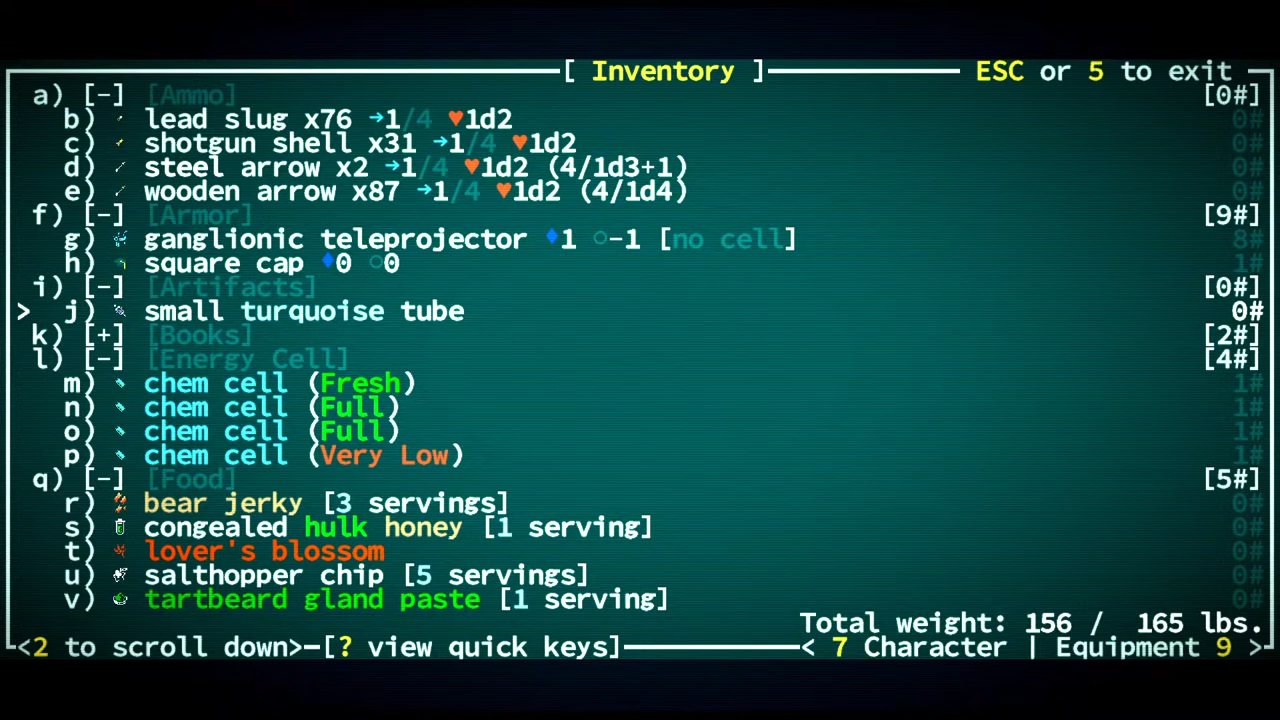 [ Inventory ] ESC or 5 to exit
a) [-] [Ammo] [0#]
b) lead slug x76 →1/4 ♥1d2 0#
c) shotgun shell x31 →1/4 ♥1d2 0#
d) steel arrow x2 →1/4 ♥1d2 (4/1d3+1) 0#
e) wooden arrow x87 →1/4 ♥1d2 (4/1d4) 0#
f) [-] [Armor] [9#]
g) ganglionic teleprojector ♦1 ○-1 [no cell] 8#
h) square cap ♦0 ○0 1#
i) [-] [Artifacts] [0#]
> j) small turquoise tube 0#
k) [+] [Books] [2#]
l) [-] [Energy Cell] [4#]
m) chem cell (Fresh) 1#
n) chem cell (Full) 1#
o) chem cell (Full) 1#
p) chem cell (Very Low) 1#
q) [-] [Food] [5#]
r) bear jerky [3 servings] 0#
s) congealed hulk honey [1 serving] 0#
t) lover's blossom 0#
u) salthopper chip [5 servings] 0#
v) tartbeard gland paste [1 serving] 0#
Total weight: 156 / 165 lbs.
<2 to scroll down> [? view quick keys] < 7 Character | Equipment 9 >